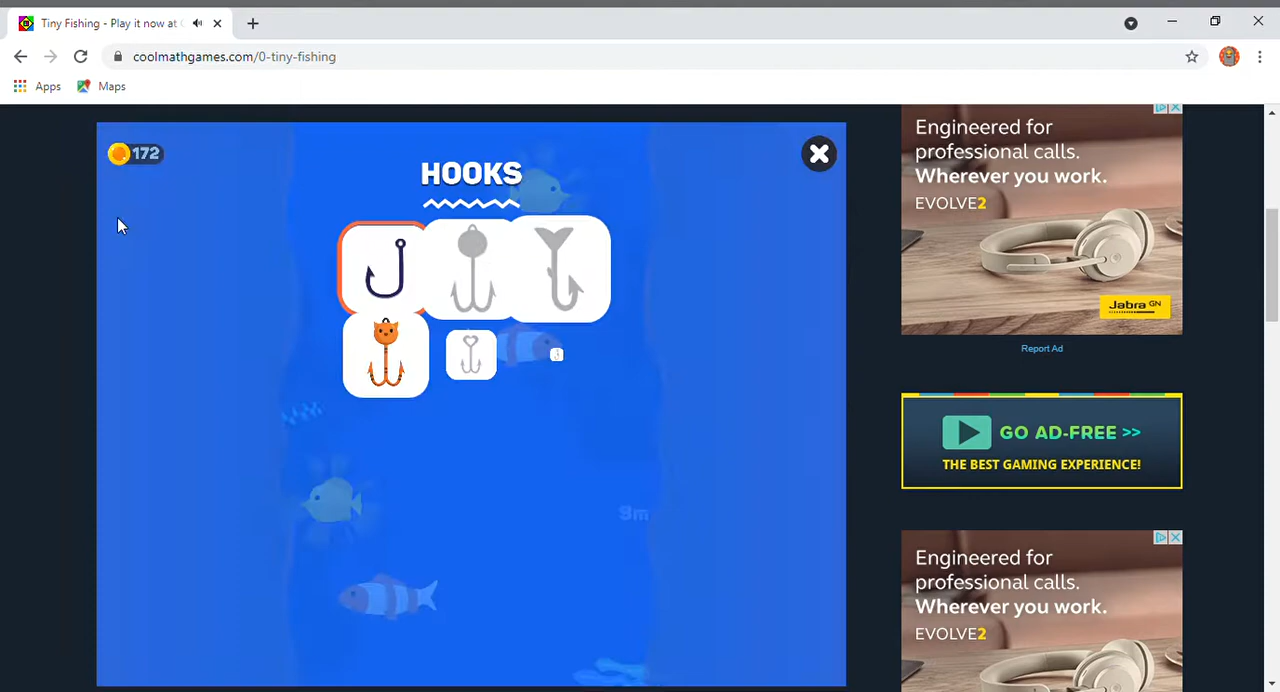 Tiny Fishing - Play it now at
coolmathgames.com/0-tiny-fishing
Apps
Maps
172
HOOKS
9m
Engineered for
professional calls.
Wherever you work.
EVOLVE2
Jabra GN
Report Ad
GO AD-FREE >>
THE BEST GAMING EXPERIENCE!
Engineered for
professional calls.
Wherever you work.
EVOLVE2